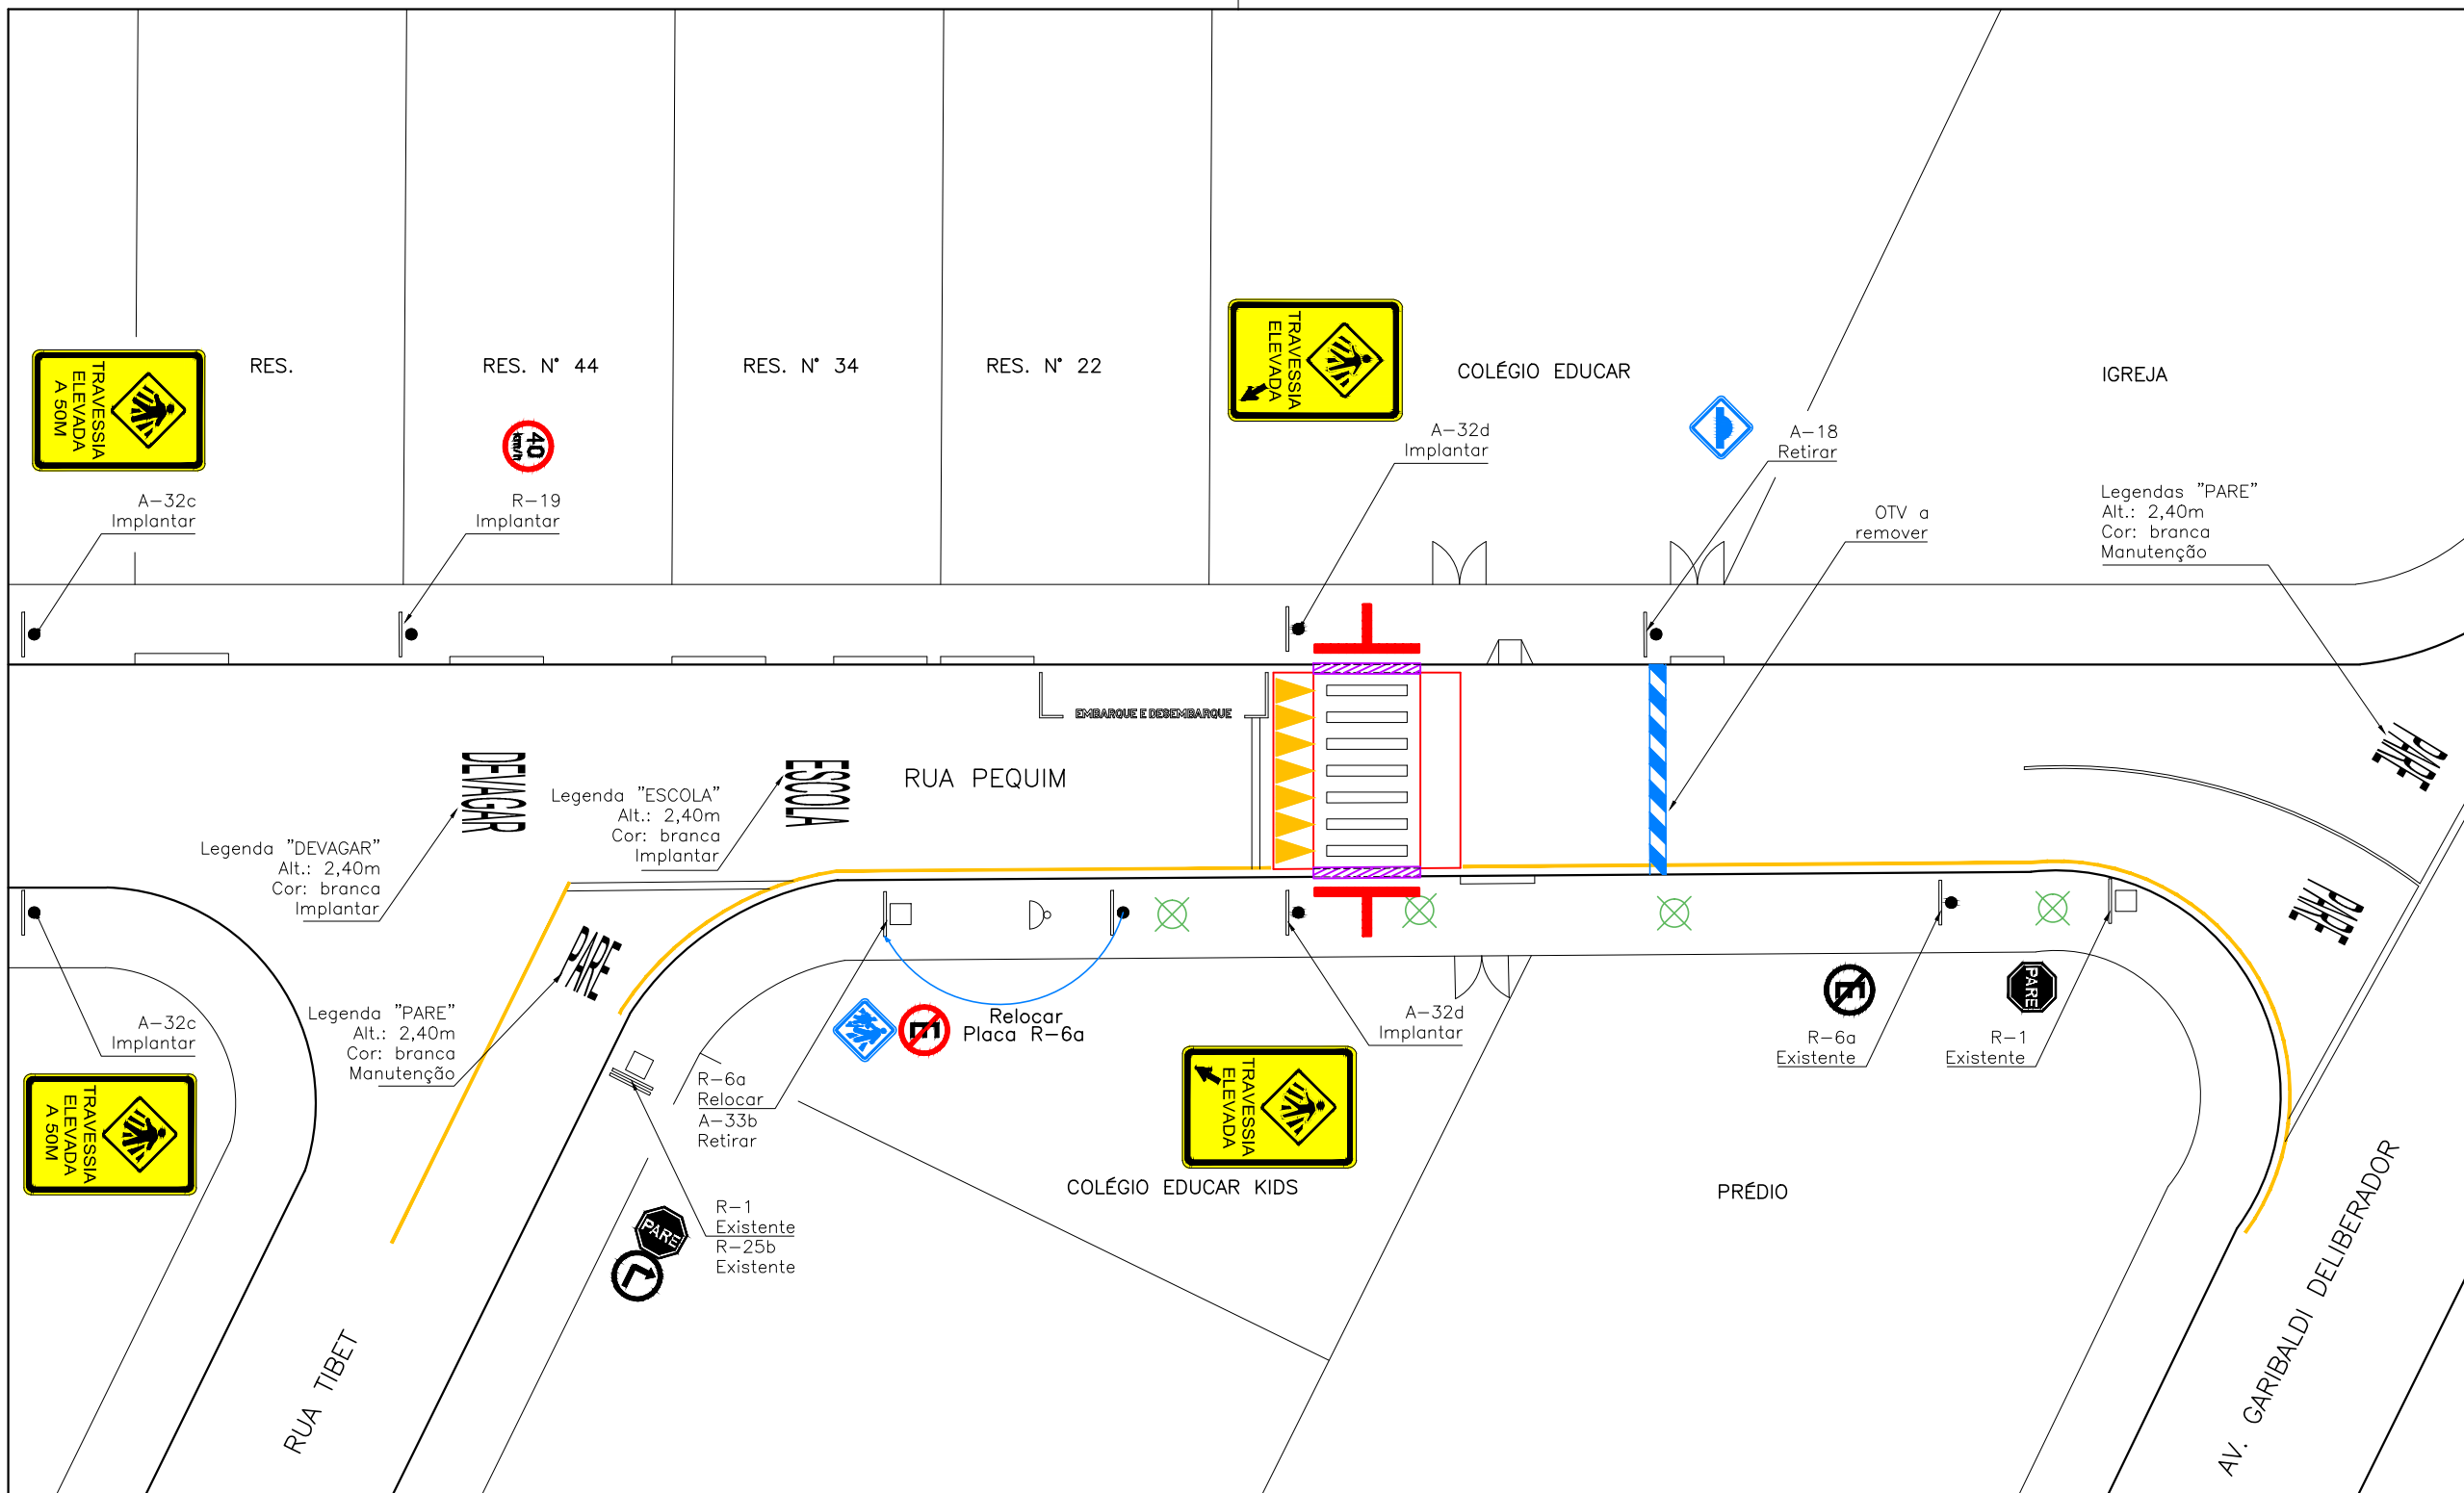 TRAVESSIA
ELEVADA
A 50M
RES.
RES. N° 44
RES. N° 34
RES. N° 22
TRAVESSIA
ELEVADA
COLÉGIO EDUCAR
IGREJA
40
km/h
A-32c
Implantar
R-19
Implantar
A-32d
Implantar
A-18
Retirar
OTV a
remover
Legendas "PARE"
Alt.: 2,40m
Cor: branca
Manutenção
EMBARQUE E DESEMBARQUE
DEVAGAR
ESCOLA
RUA PEQUIM
PARE
Legenda "ESCOLA"
Alt.: 2,40m
Cor: branca
Implantar
Legenda "DEVAGAR"
Alt.: 2,40m
Cor: branca
Implantar
PARE
PARE
Legenda "PARE"
Alt.: 2,40m
Cor: branca
Manutenção
A-32c
Implantar
TRAVESSIA
ELEVADA
A 50M
E
Relocar
Placa R-6a
A-32d
Implantar
E
PARE
R-6a
Existente
R-1
Existente
R-6a
Relocar
A-33b
Retirar
TRAVESSIA
ELEVADA
COLÉGIO EDUCAR KIDS
PRÉDIO
PARE
R-1
Existente
R-25b
Existente
RUA TIBET
AV. GARIBALDI DELIBERADOR